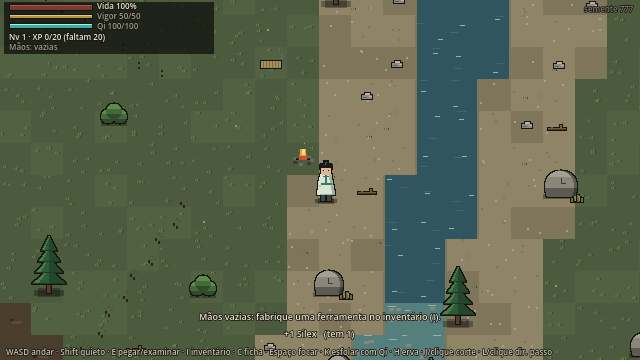 Vida 100%
Vigor 50/50
Qi 100/100
Nv 1 · XP 0/20 (faltam 20)
Mãos: vazias
semente 777
Mãos vazias: fabrique uma ferramenta no inventário (I).
+1 Sílex (tem 1)
WASD andar · Shift quieto · E pegar/examinar · I inventário · C ficha · Espaço focar · K esfolar com Qi · H erva · J/clique corte · L/clique dir. passo